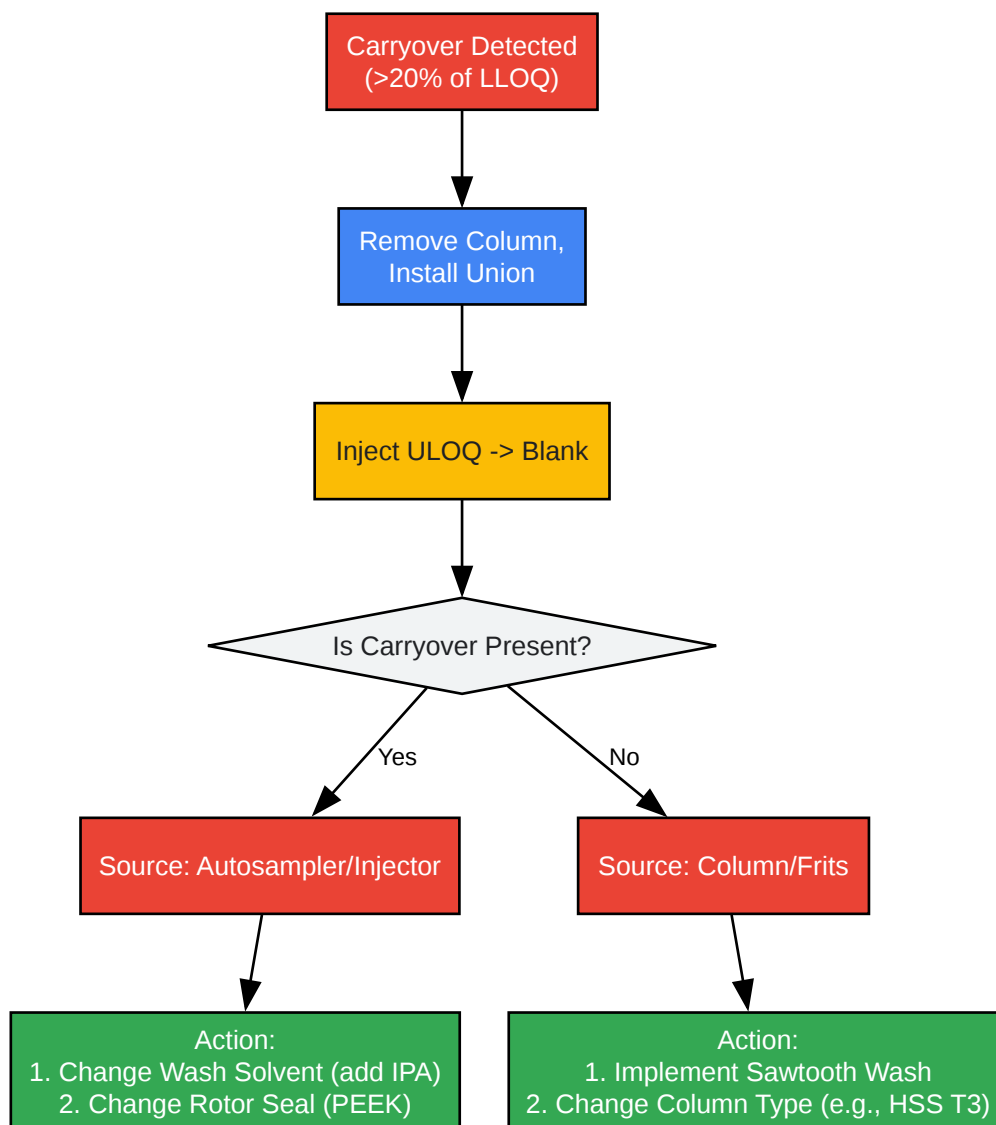 Carryover Detected
(>20% of LLOQ)
Remove Column,
Install Union
Inject ULOQ -> Blank
Is Carryover Present?
Yes
No
Source: Autosampler/Injector
Source: Column/Frits
Action:
1. Change Wash Solvent (add IPA)
2. Change Rotor Seal (PEEK)
Action:
1. Implement Sawtooth Wash
2. Change Column Type (e.g., HSS T3)